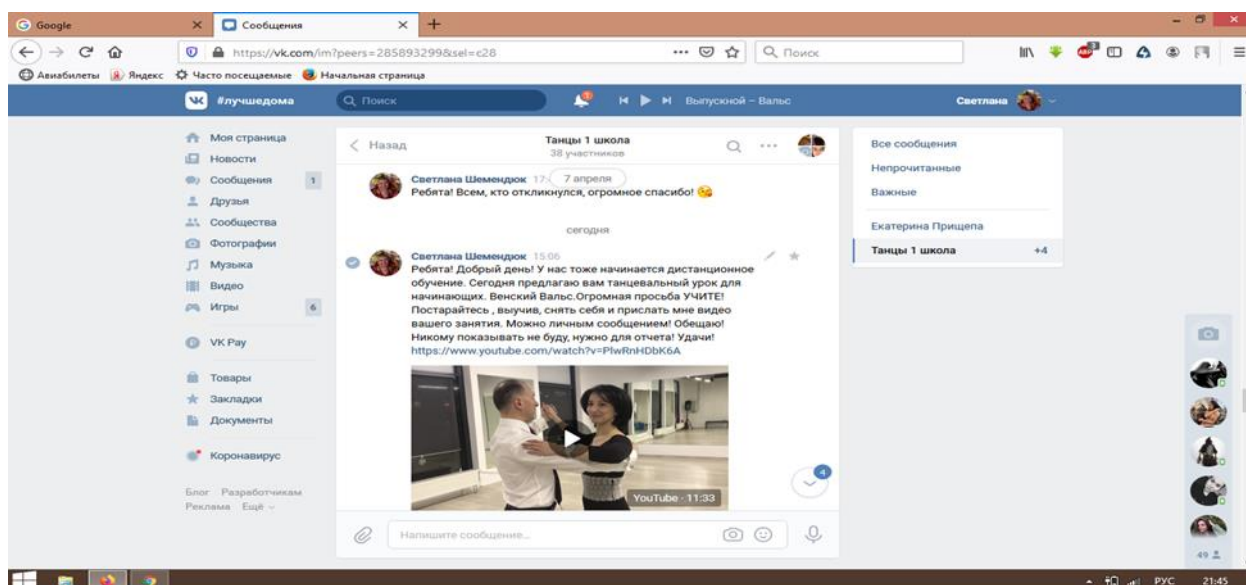 Google
Сообщения
https://vk.com/im?peers=285893299&sel=c28
Поиск
Авиабилеты Яндекс Часто посещаемые Начальная страница
#лучшедома
Поиск
Выпускной – Вальс
Светлана
Моя страница
Новости
Сообщения 1
Друзья
Сообщества
Фотографии
Музыка
Видео
Игры 6
VK Pay
Товары
Закладки
Документы
Коронавирус
Блог Разработчикам
Реклама Ещё
Назад
Танцы 1 школа
38 участников
Светлана Шемендюк
7 апреля
Ребята! Всем, кто откликнулся, огромное спасибо!
сегодня
Светлана Шемендюк 15:06
Ребята! Добрый день! У нас тоже начинается дистанционное
обучение. Сегодня предлагаю вам танцевальный урок для
начинающих. Венский Вальс.Огромная просьба УЧИТЕ!
Постарайтесь , выучив, снять себя и прислать мне видео
вашего занятия. Можно личным сообщением! Обещаю!
Никому показывать не буду, нужно для отчета! Удачи!
https://www.youtube.com/watch?v=PlwRnHDbK6A
YouTube · 11:33
4
Напишите сообщение...
Все сообщения
Непрочитанные
Важные
Екатерина Прищепа
Танцы 1 школа +4
49
РУС 21:45